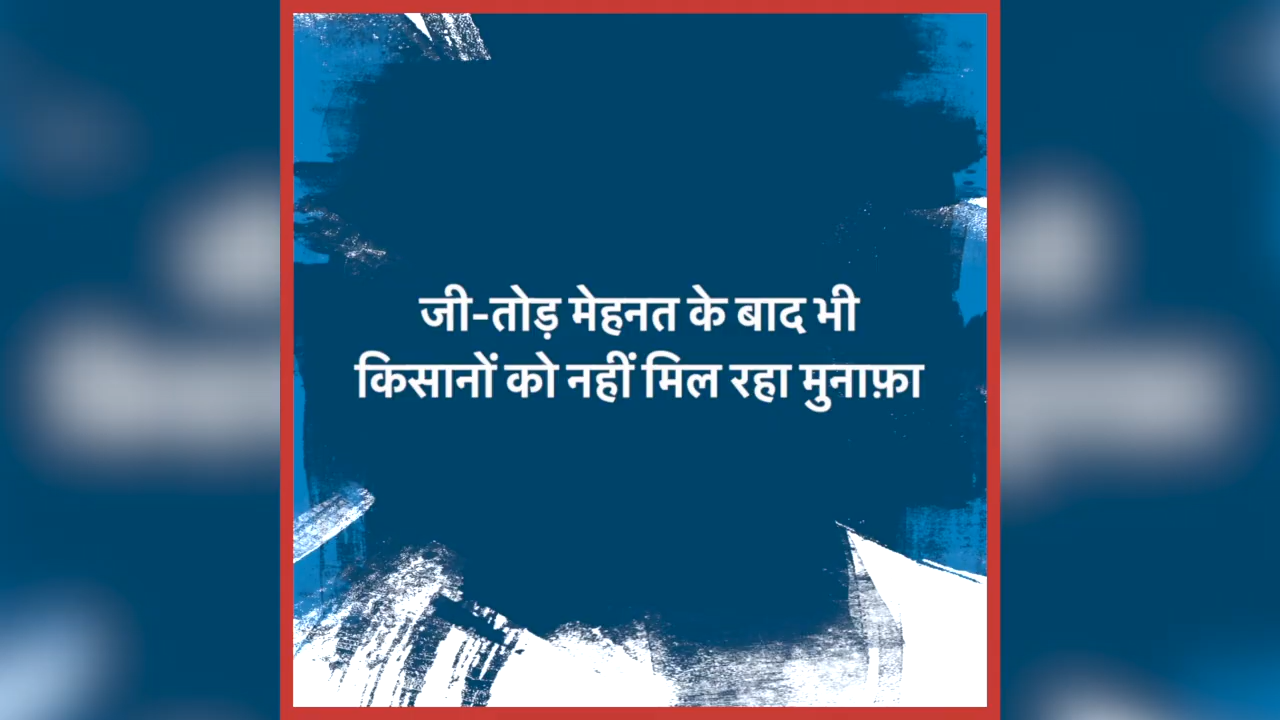 जी-तोड़ मेहनत के बाद भी
किसानों को नहीं मिल रहा मुनाफ़ा